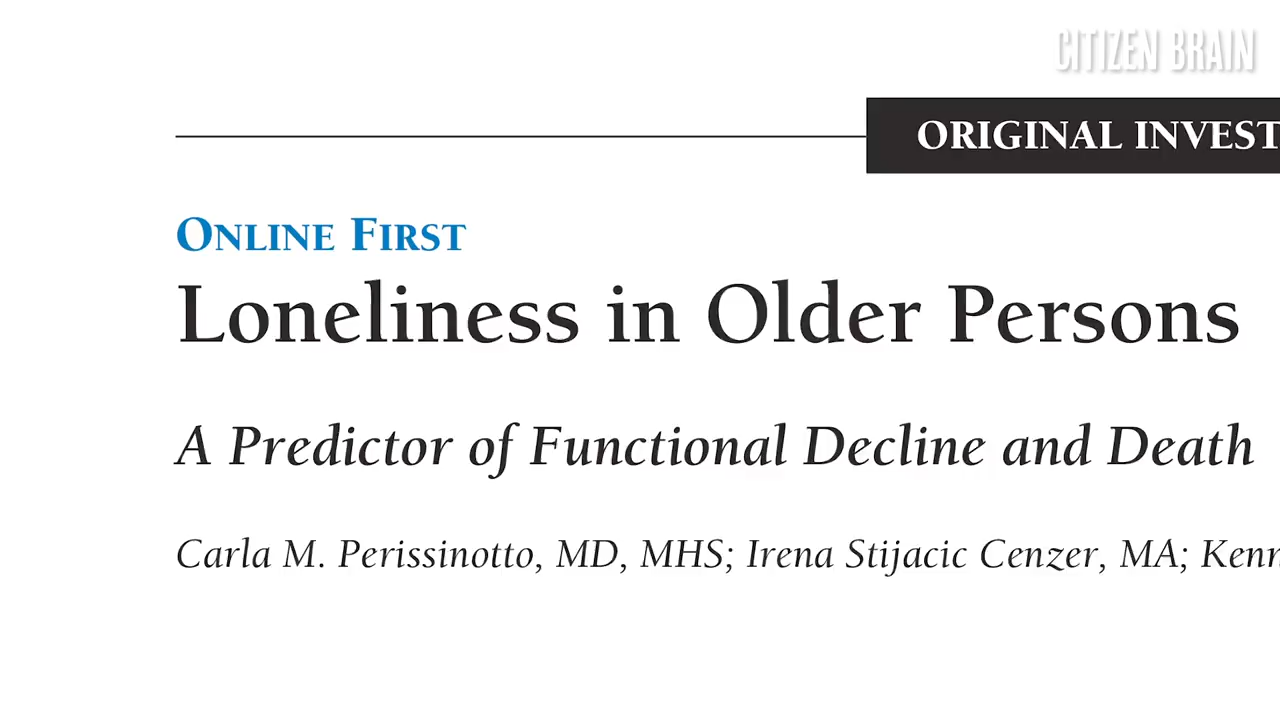 CITIZEN BRAIN
ORIGINAL INVEST
ONLINE FIRST
Loneliness in Older Persons
A Predictor of Functional Decline and Death
Carla M. Perissinotto, MD, MHS; Irena Stijacic Cenzer, MA; Kenn